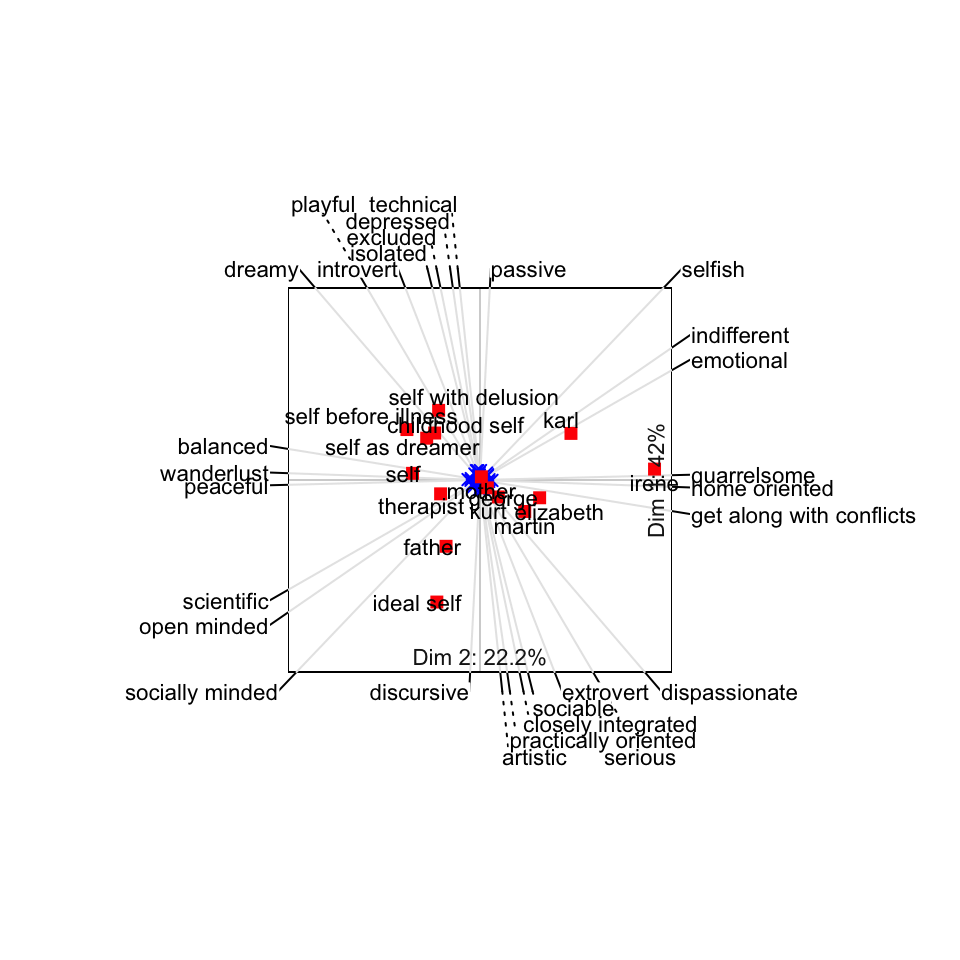 playful technical
depressed
excluded
isolated
dreamy introvert passive selfish
indifferent
emotional
self with delusion
self before illness
childhood self
karl
self as dreamer
balanced
wanderlust
peaceful
self
quarrelsome
irene
home oriented
mother
george
therapist
kurt
elizabeth
get along with conflicts
martin
father
scientific
ideal self
open minded
Dim 2: 22.2%
socially minded discursive extrovert dispassionate
sociable
closely integrated
practically oriented
artistic serious